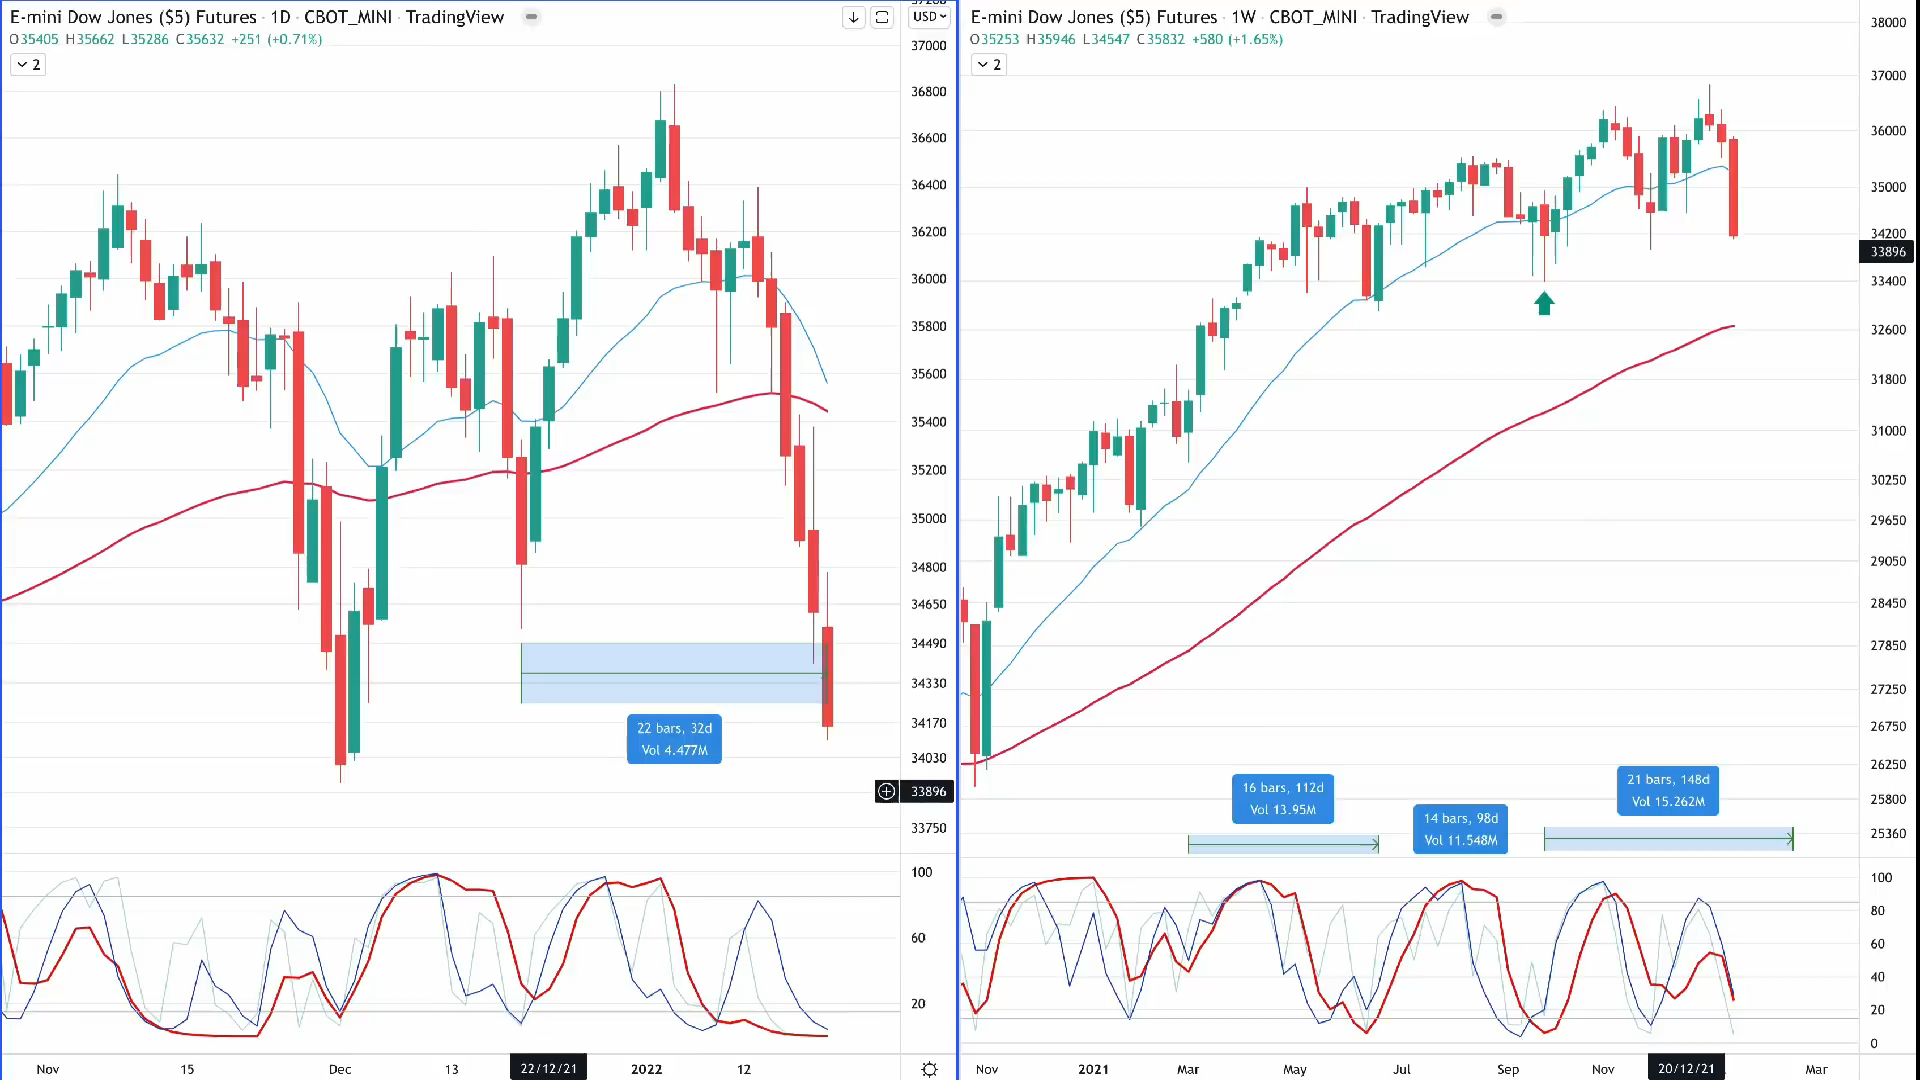 E-mini Dow Jones ($5) Futures · 1D · CBOT_MINI · TradingView
O35405 H35662 L35286 C35632 +251 (+0.71%)
2
USD
37000
36800
36600
36400
36200
36000
35800
35600
35400
35200
35000
34800
34650
34490
34330
34170
34030
33896
33750
22 bars, 32d
Vol 4.477M
100
60
20
Nov
15
Dec
13
22/12/21
2022
12
E-mini Dow Jones ($5) Futures · 1W · CBOT_MINI · TradingView
O35253 H35946 L34547 C35832 +580 (+1.65%)
2
38000
37000
36000
35000
34200
33896
33400
32600
31800
31000
30250
29650
29050
28450
27850
27250
26750
26250
25800
25360
16 bars, 112d
Vol 13.95M
14 bars, 98d
Vol 11.548M
21 bars, 148d
Vol 15.262M
100
80
60
40
20
0
Nov
2021
Mar
May
Jul
Sep
Nov
20/12/21
Mar